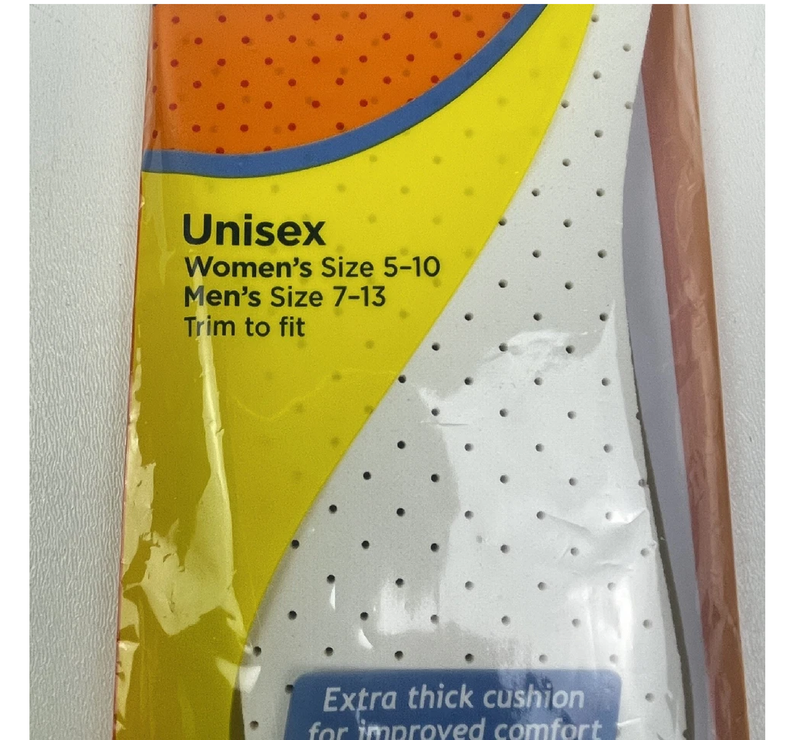 Unisex
Women's Size 5-10
Men's Size 7-13
Trim to fit
Extra thick cushion
for improved comfort